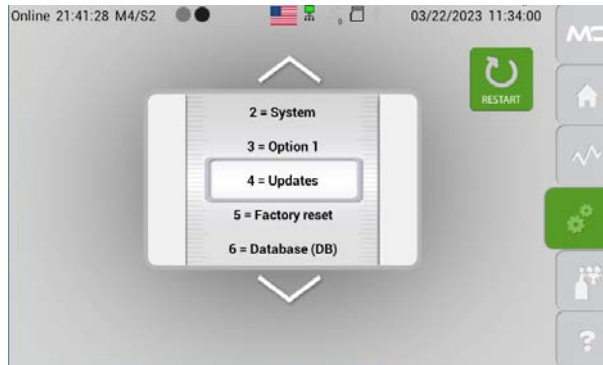 Online 21:41:28 M4/S2
03/22/2023 11:34:00
RESTART
2 = System
3 = Option 1
4 = Updates
5 = Factory reset
6 = Database (DB)
?